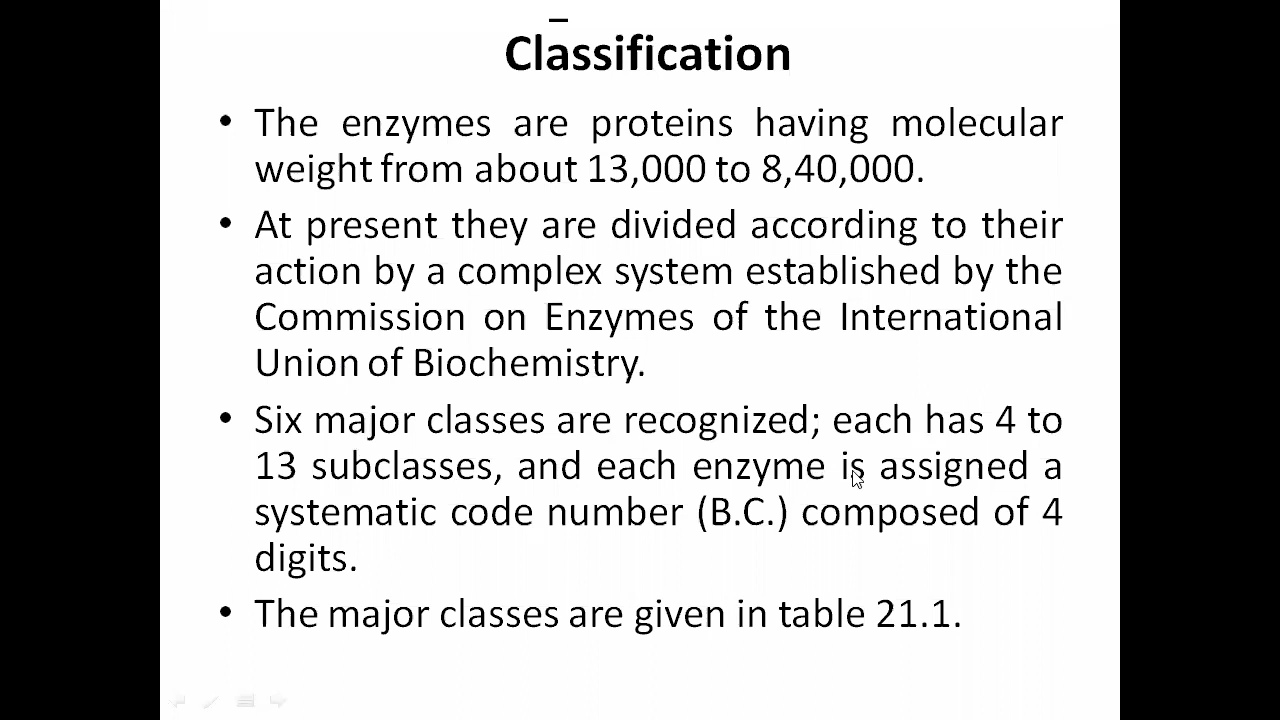 Classification
• The enzymes are proteins having molecular
weight from about 13,000 to 8,40,000.
• At present they are divided according to their
action by a complex system established by the
Commission on Enzymes of the International
Union of Biochemistry.
• Six major classes are recognized; each has 4 to
13 subclasses, and each enzyme is assigned a
systematic code number (B.C.) composed of 4
digits.
• The major classes are given in table 21.1.